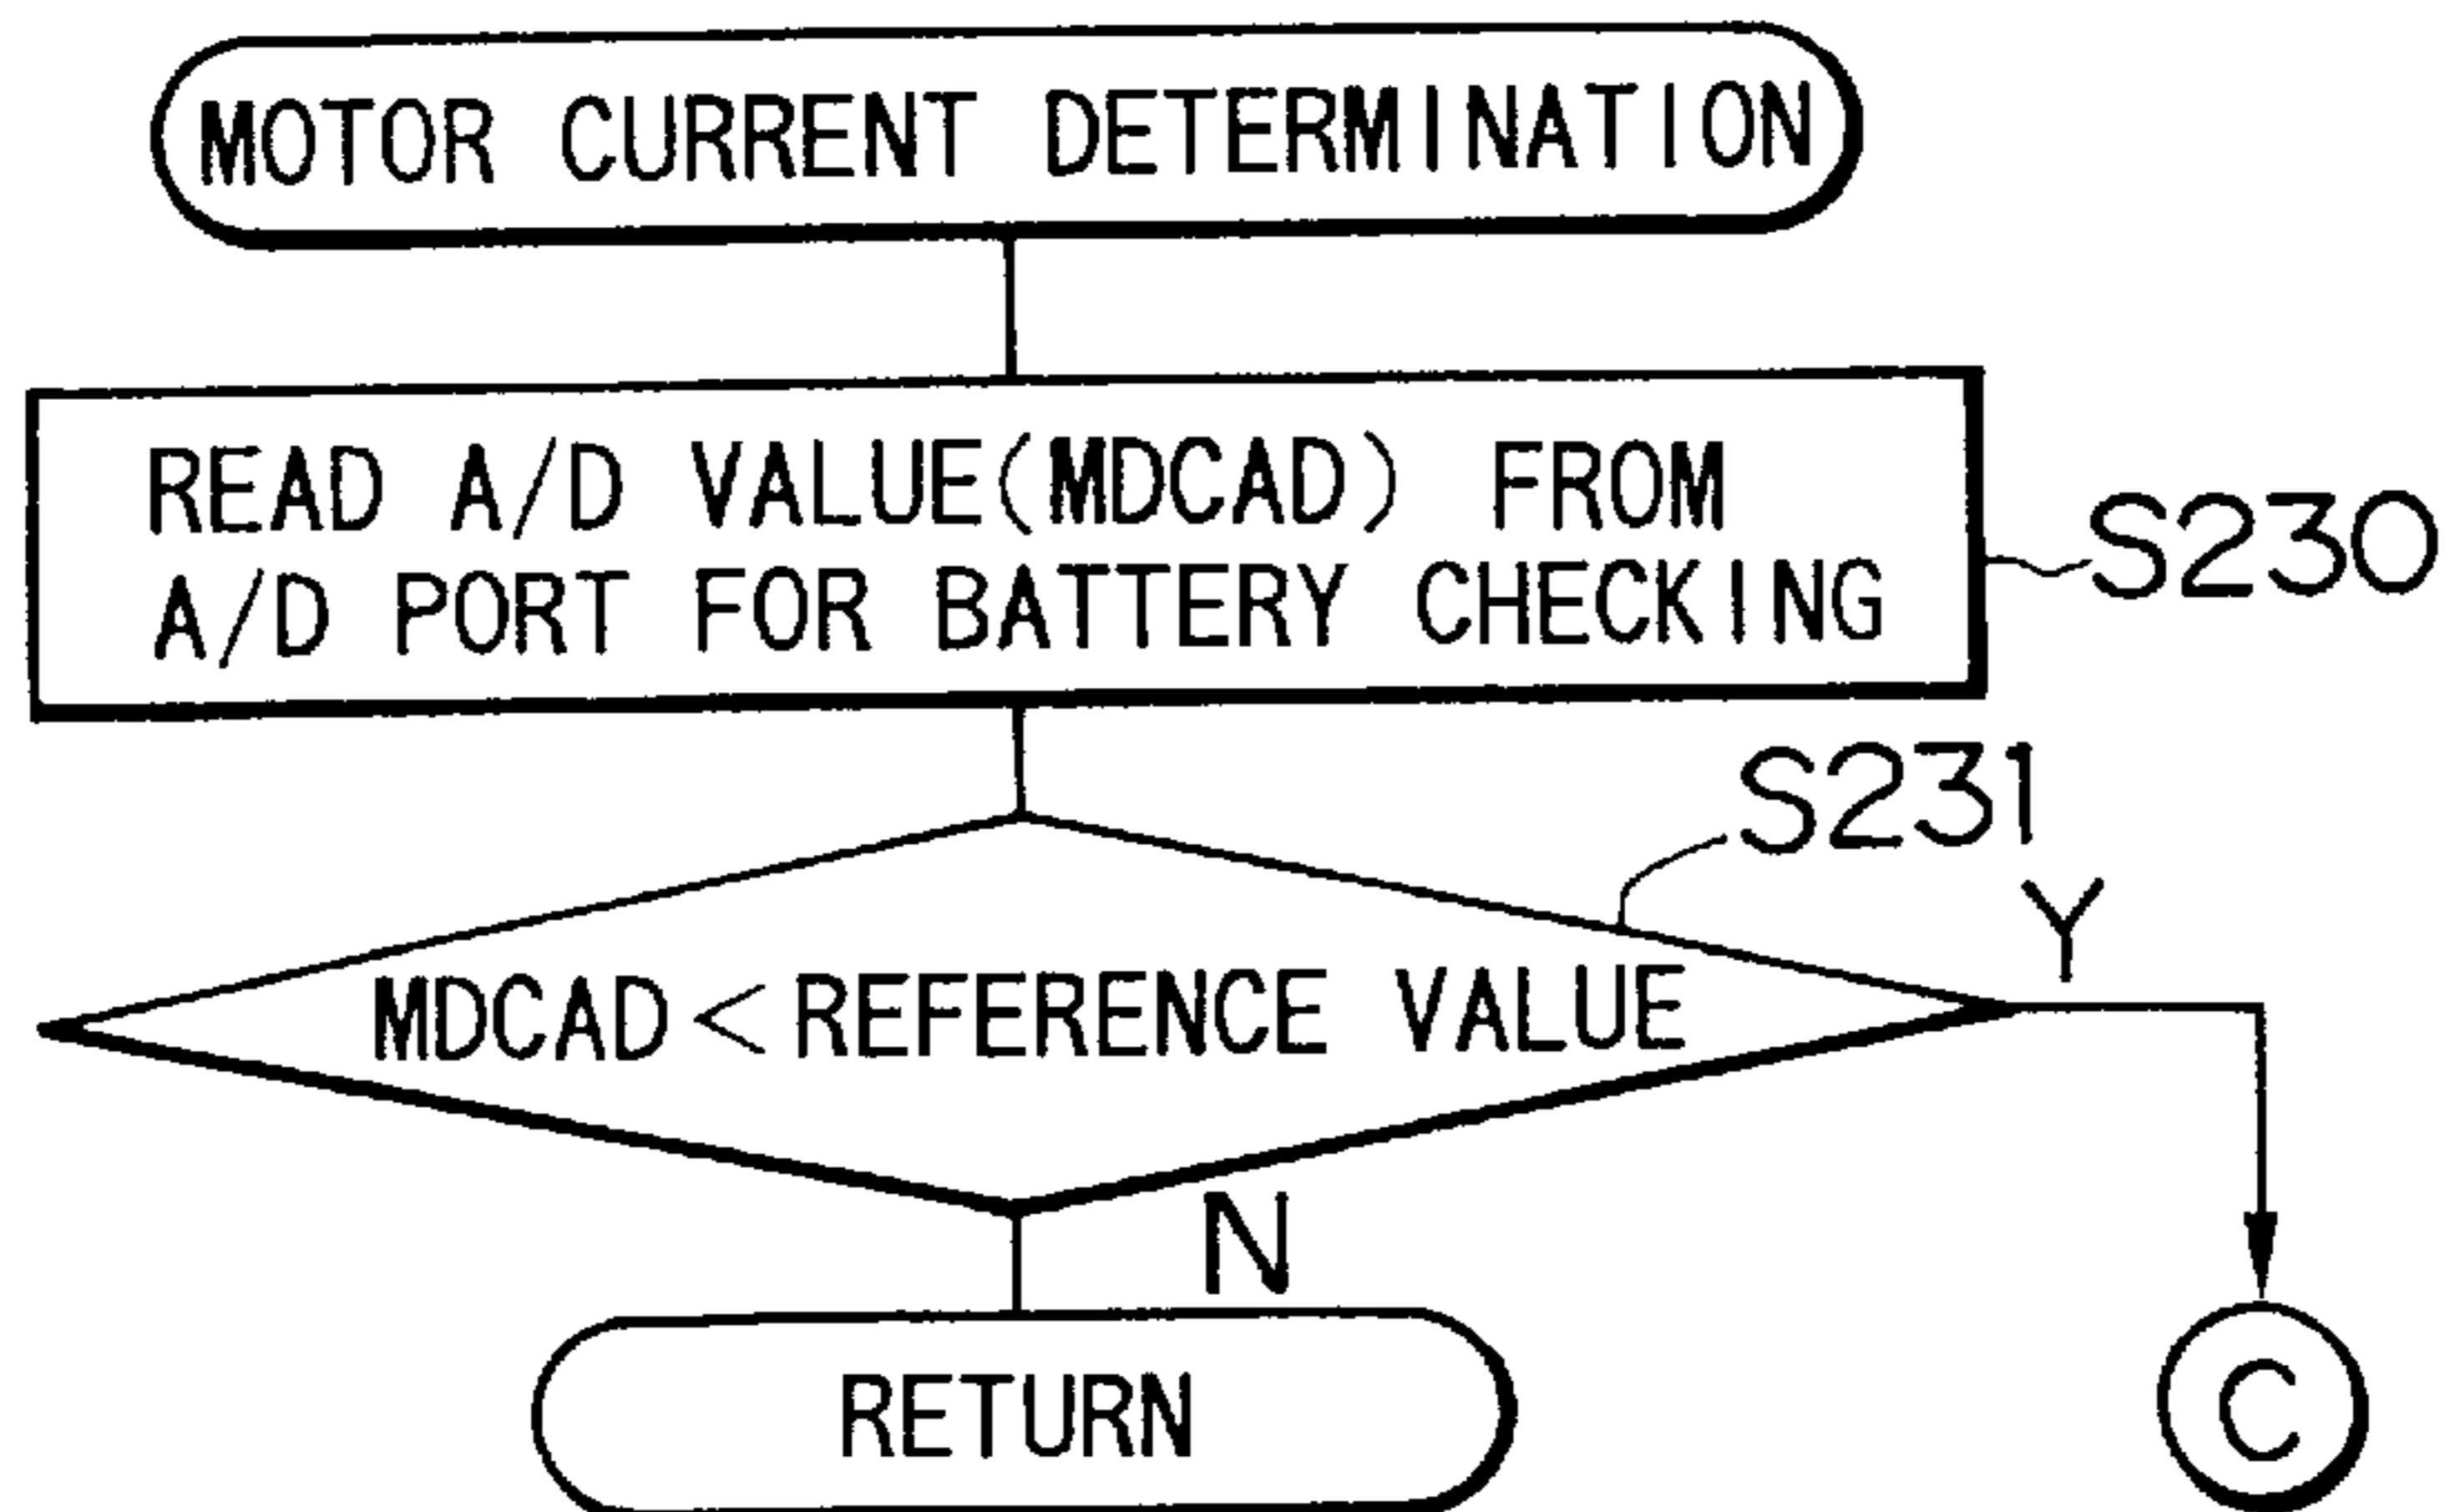 MOTOR CURRENT DETERMINATION
READ A/D VALUE(MDCAD) FROM
A/D PORT FOR BATTERY CHECKING
S230
S231
Y
MDCAD<REFERENCE VALUE
N
RETURN
C